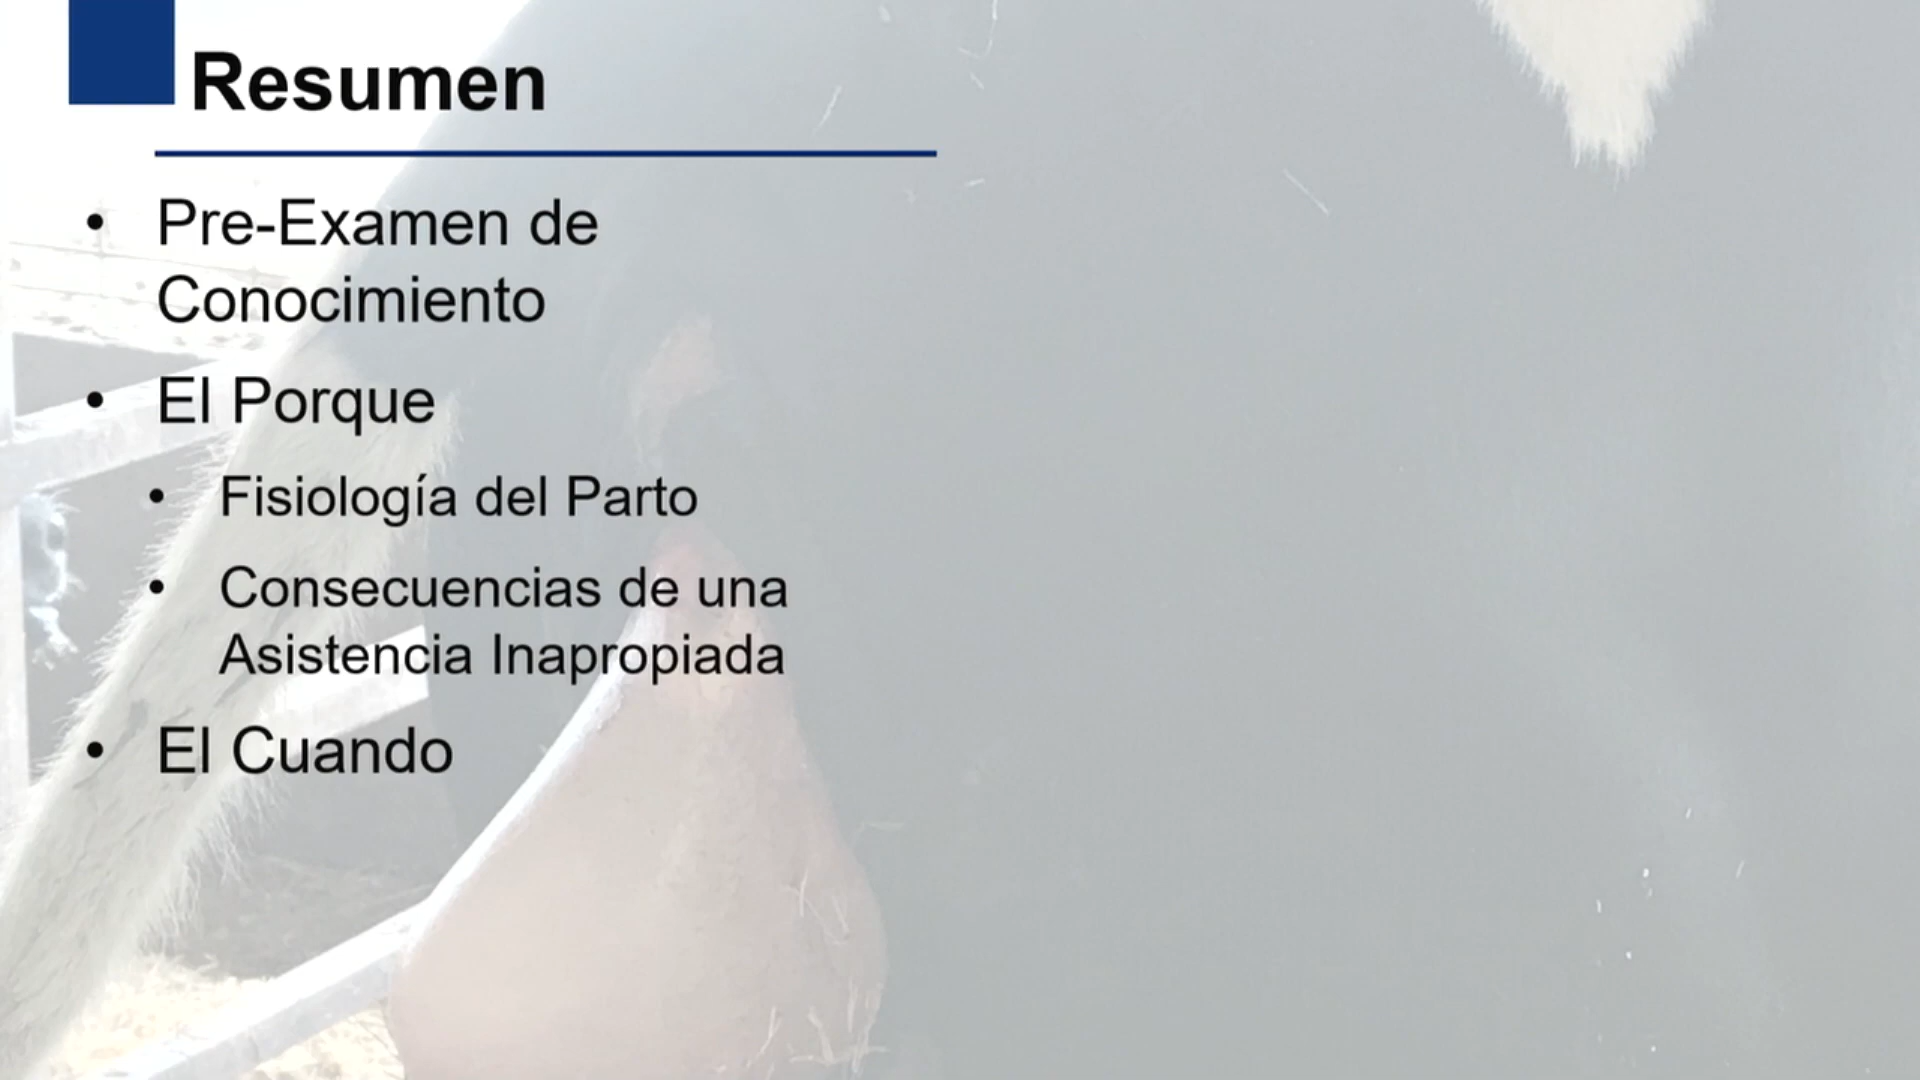 Resumen
• Pre-Examen de
Conocimiento
• El Porque
• Fisiología del Parto
• Consecuencias de una
Asistencia Inapropiada
• El Cuando